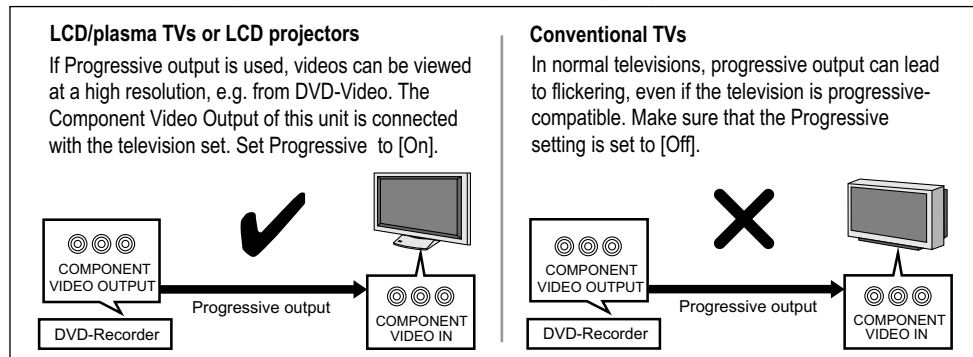 LCD/plasma TVs or LCD projectors
If Progressive output is used, videos can be viewed
at a high resolution, e.g. from DVD-Video. The
Component Video Output of this unit is connected
with the television set. Set Progressive to [On].
COMPONENT
VIDEO OUTPUT
Progressive output
DVD-Recorder
COMPONENT
VIDEO IN
Conventional TVs
In normal televisions, progressive output can lead
to flickering, even if the television is progressive-
compatible. Make sure that the Progressive
setting is set to [Off].
COMPONENT
VIDEO OUTPUT
Progressive output
DVD-Recorder
COMPONENT
VIDEO IN